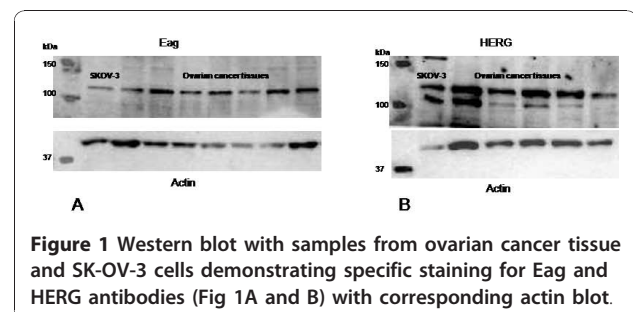 Eag
kDa
150
SKOV-3 Ovarian cancer tissues
100
37
Actin
A
HERG
kDa
150
SKOV-3 Ovarian cancer tissues
100
37
Actin
B
Figure 1 Western blot with samples from ovarian cancer tissue
and SK-OV-3 cells demonstrating specific staining for Eag and
HERG antibodies (Fig 1A and B) with corresponding actin blot.